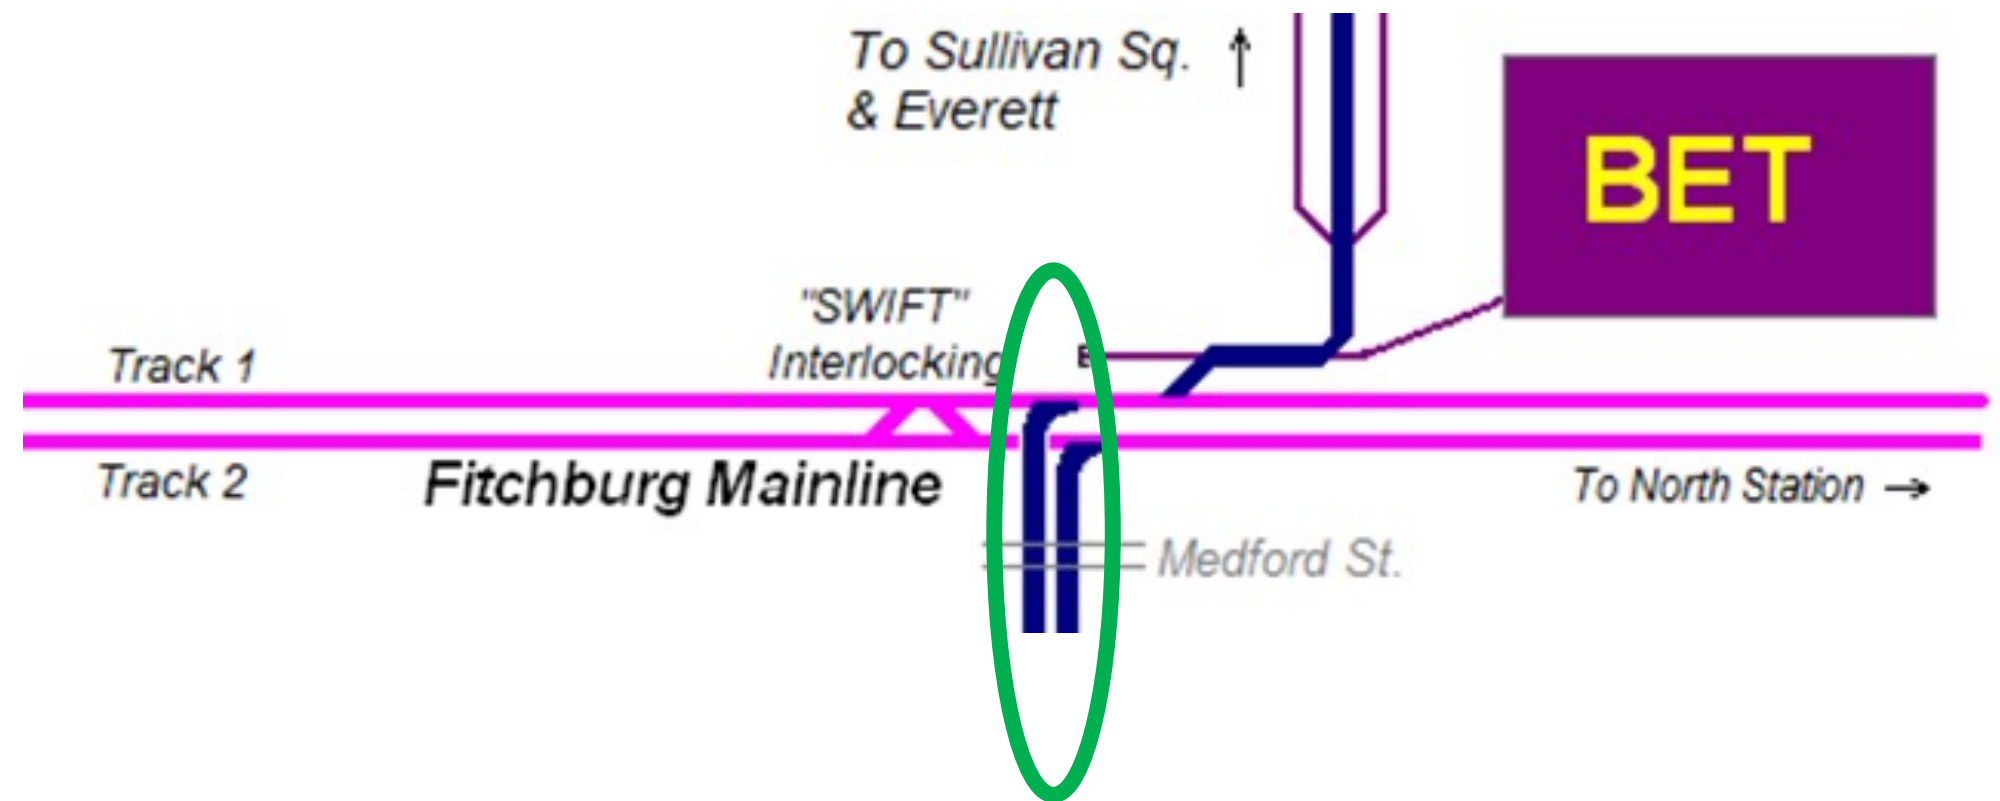 To Sullivan Sq. ↑
& Everett
BET
"SWIFT"
Interlocking
E
Track 1
Track 2
Fitchburg Mainline
To North Station →
Medford St.